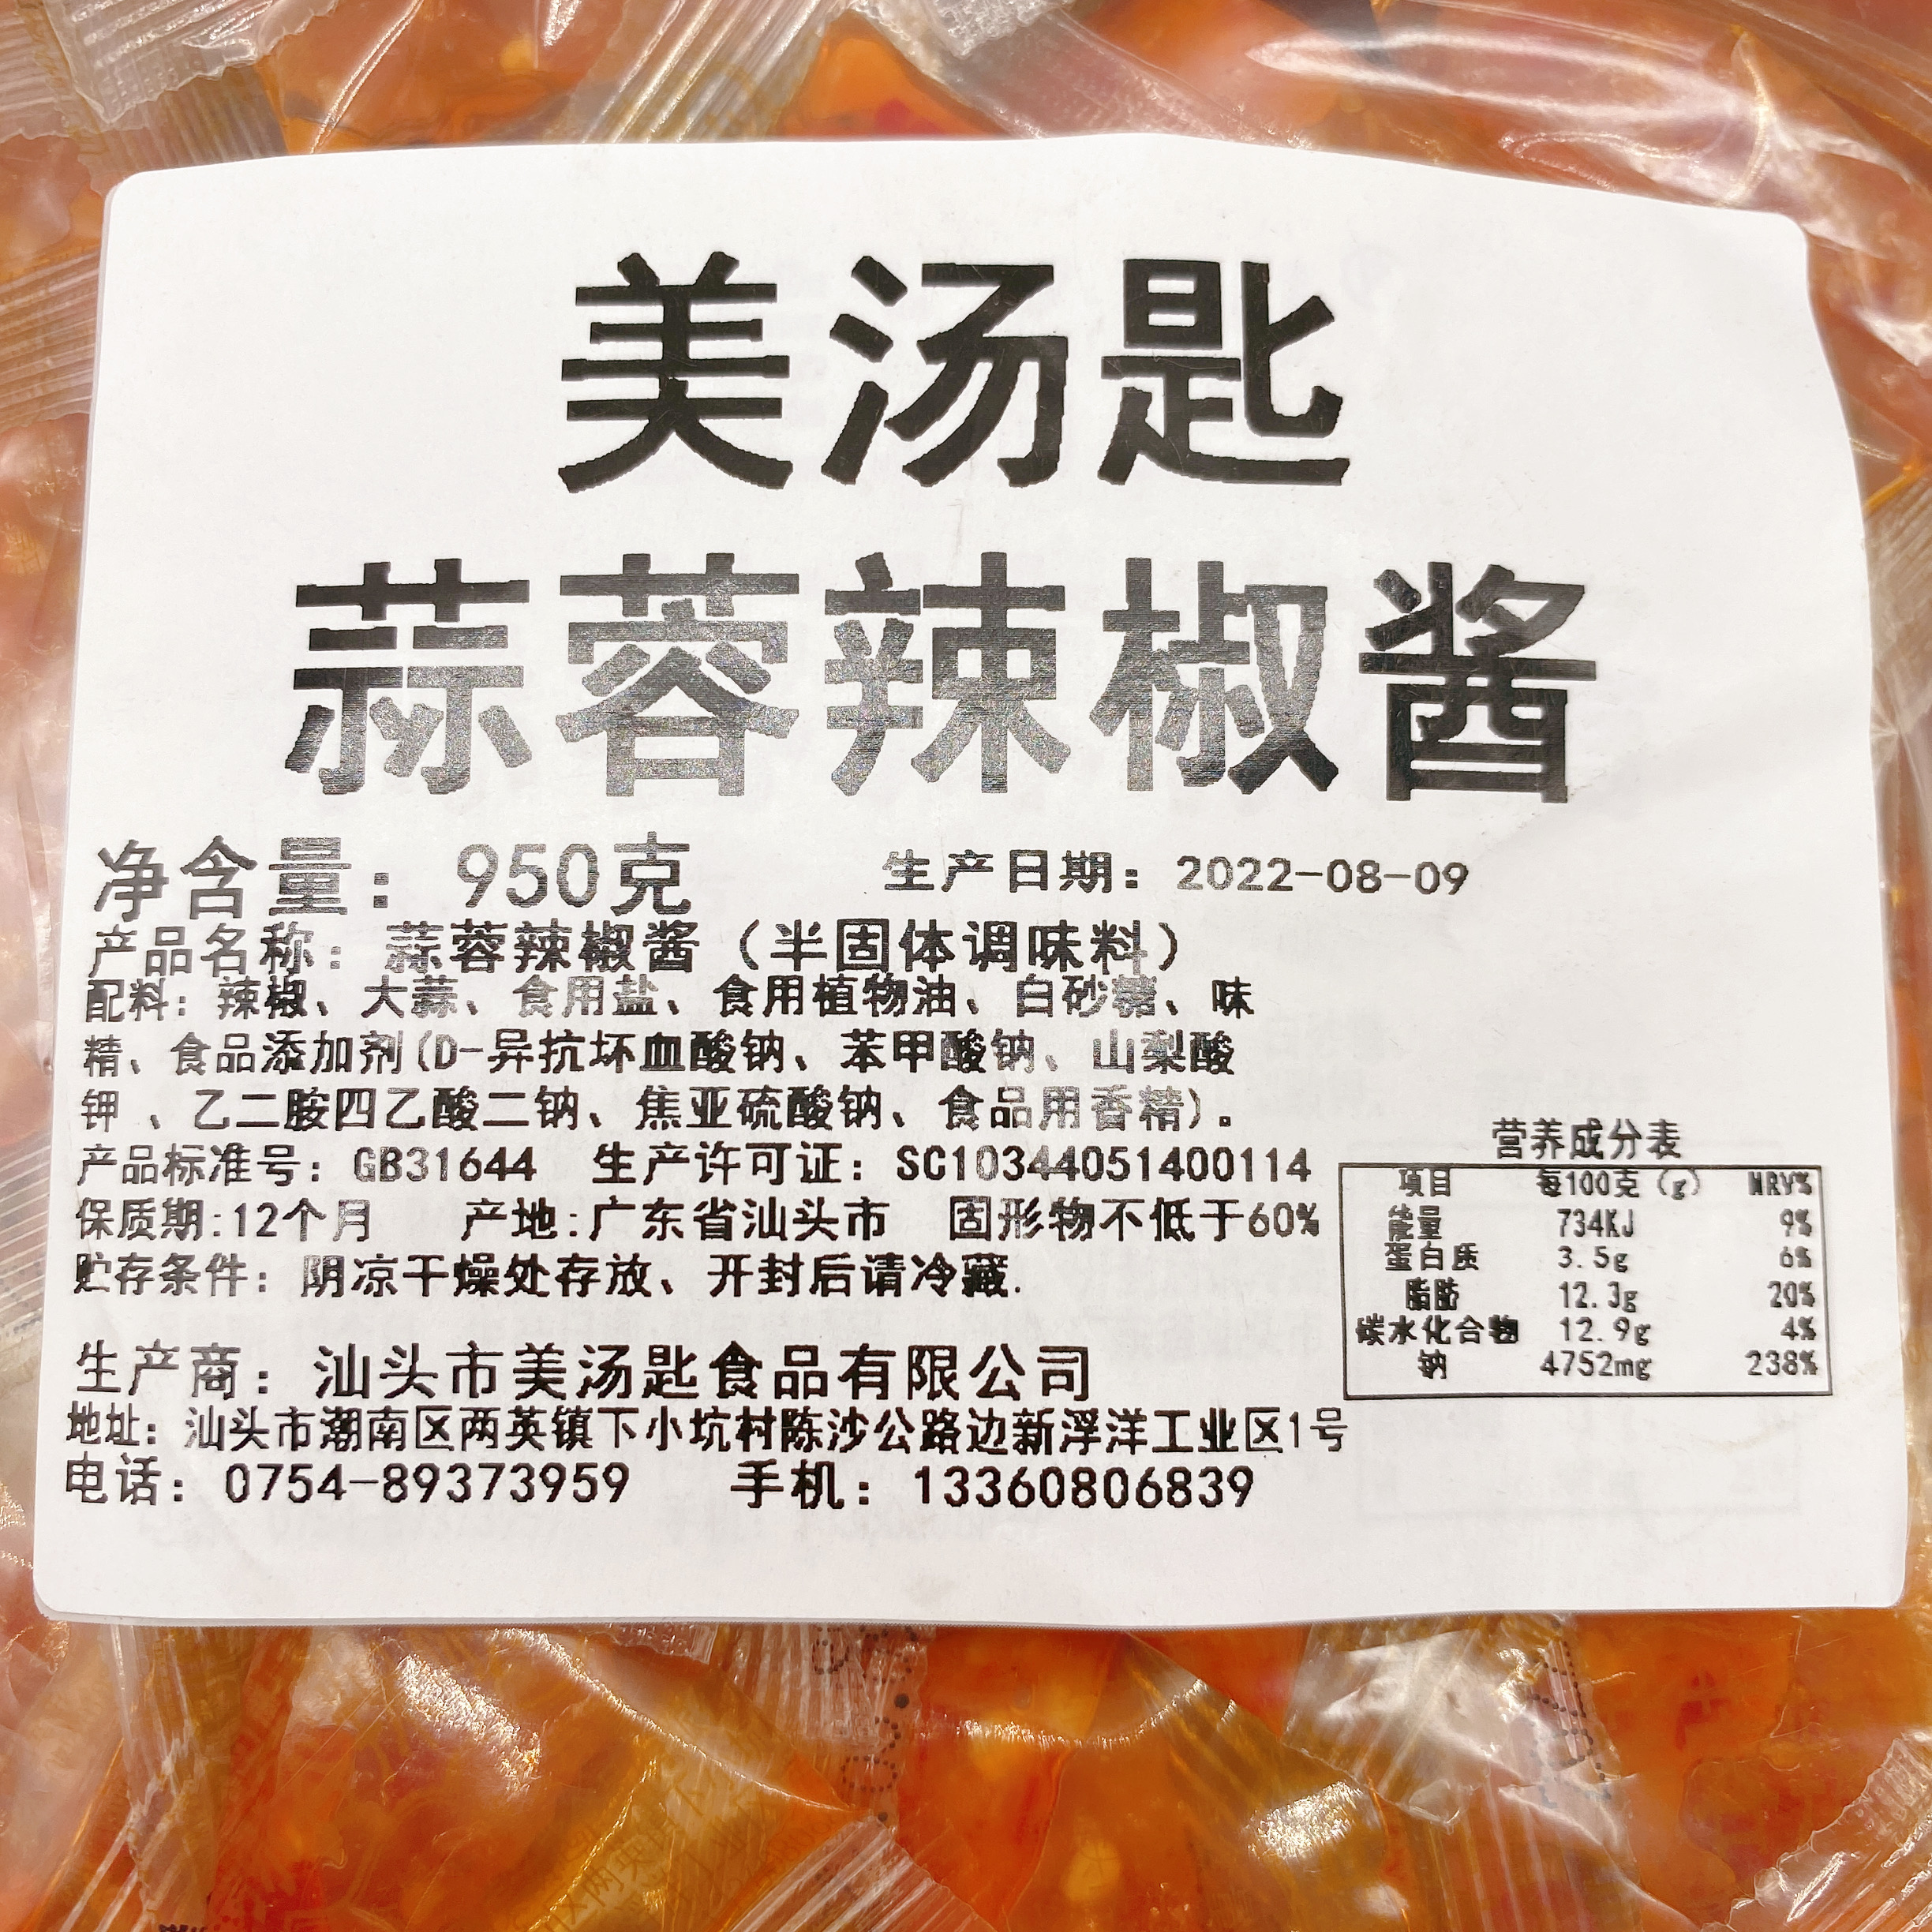 美汤匙
蒜蓉辣椒酱
净含量：950克 生产日期：2022-08-09
产品名称：蒜蓉辣椒酱（半固体调味料）
配料：辣椒、大蒜、食用盐、食用植物油、白砂糖、味
精、食品添加剂(D-异抗坏血酸钠、苯甲酸钠、山梨酸
钾、乙二胺四乙酸二钠、焦亚硫酸钠、食品用香精)。
产品标准号：GB31644 生产许可证：SC10344051400114
保质期:12个月 产地:广东省汕头市 固形物不低于60%
贮存条件：阴凉干燥处存放、开封后请冷藏.
营养成分表
项目 每100克（g） NRV%
能量 734KJ 9%
蛋白质 3.5g 6%
脂肪 12.3g 20%
碳水化合物 12.9g 4%
钠 4752mg 238%
生产商：汕头市美汤匙食品有限公司
地址：汕头市潮南区两英镇下小坑村陈沙公路边新浮洋工业区1号
电话：0754-89373959 手机：13360806839